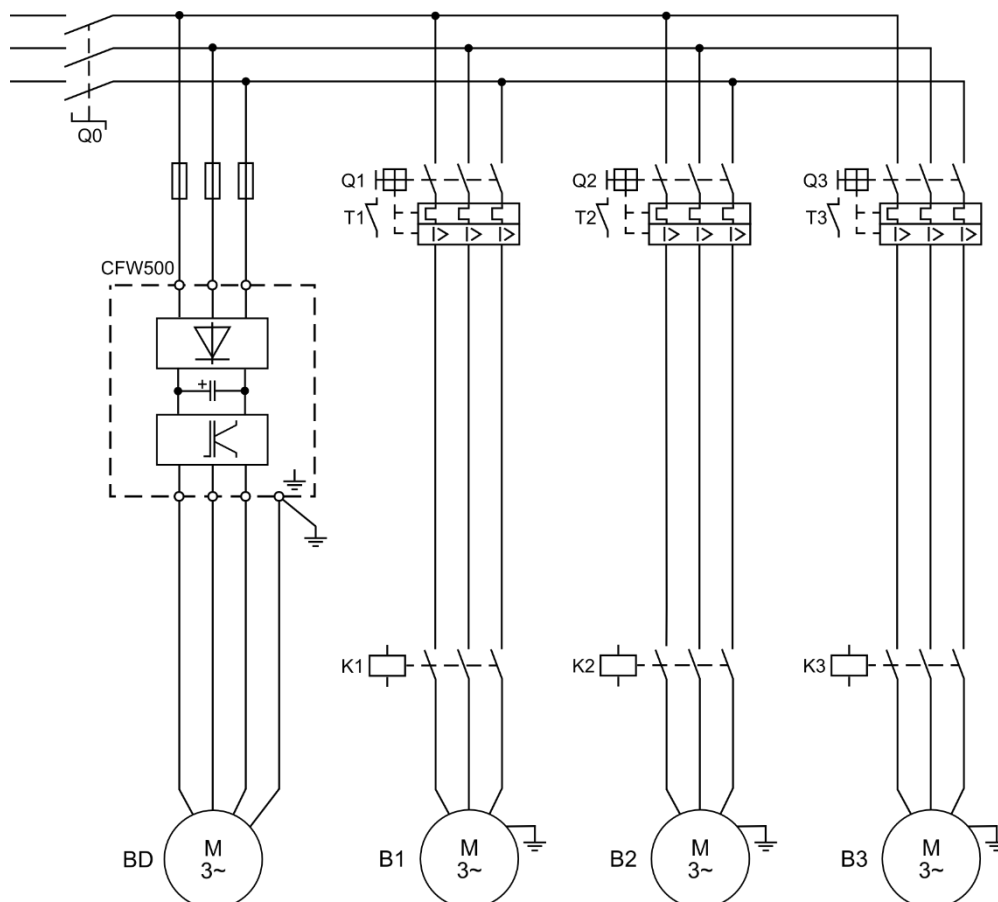 Q0
Q1
Q2
Q3
T1
I>
I>
I>
T2
I>
I>
I>
T3
I>
I>
I>
CFW500
+
K1
K2
K3
BD
M
3~
B1
M
3~
B2
M
3~
B3
M
3~